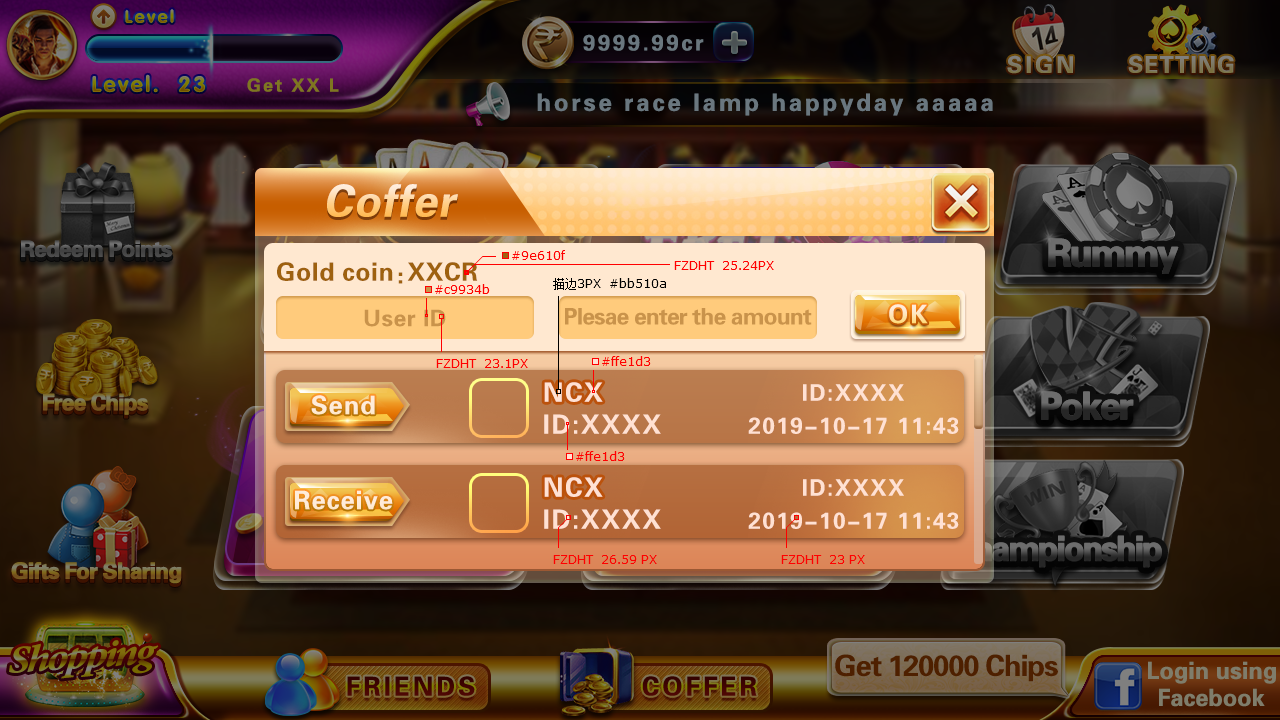 Level
Level. 23
Get XX L
9999.99cr
14
SIGN
SETTING
horse race lamp happyday aaaaa
Redeem Points
Free Chips
Gifts For Sharing
Shopping
Coffer
Gold coin:XXCR
#9e610f
FZDHT 25.24PX
#c9934b
描边3PX #bb510a
User ID
Plesae enter the amount
OK
FZDHT 23.1PX
#ffe1d3
Send
NCX
ID:XXXX
ID:XXXX
2019-10-17 11:43
#ffe1d3
Receive
NCX
ID:XXXX
ID:XXXX
2019-10-17 11:43
FZDHT 26.59 PX
FZDHT 23 PX
Rummy
Poker
WIN
ampionship
FRIENDS
COFFER
Get 120000 Chips
f
Login using
Facebook